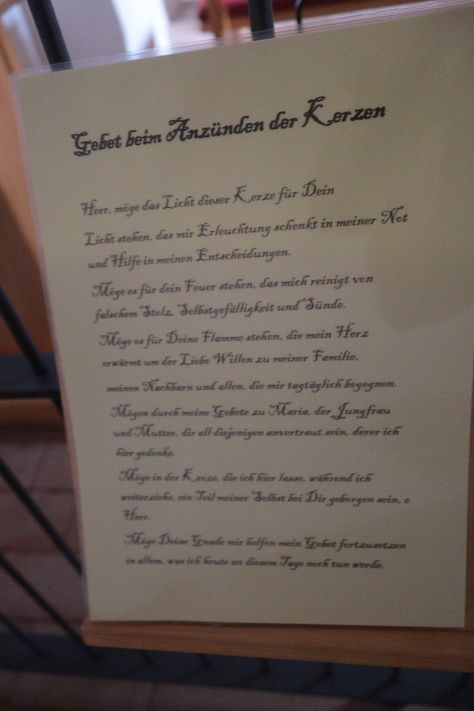 Gebet beim Anzünden der Kerzen
Herr, möge das Licht dieser Kerze für Dein
Licht stehen, das mir Erleuchtung schenkt in meiner Not
und Hilfe in meinen Entscheidungen.
Möge es für dein Feuer stehen, das mich reinigt von
falschem Stolz, Selbstgefälligkeit und Sünde.
Möge es für Deine Flamme stehen, die mein Herz
erwärmt um der Liebe Willen zu meiner Familie,
meinen Nachbarn und allen, die mir tagtäglich begegnen.
Mögen durch meine Gebete zu Maria, der Jungfrau
und Mutter, dir all diejenigen anvertraut sein, derer ich
hier gedenke.
Möge in der Kerze, die ich hier lasse, während ich
weiterziehe, ein Teil meiner Selbst bei Dir geborgen sein, o
Herr.
Möge Deine Gnade mir helfen mein Gebet fortzusetzen
in allem, was ich heute an diesem Tage noch tun werde.